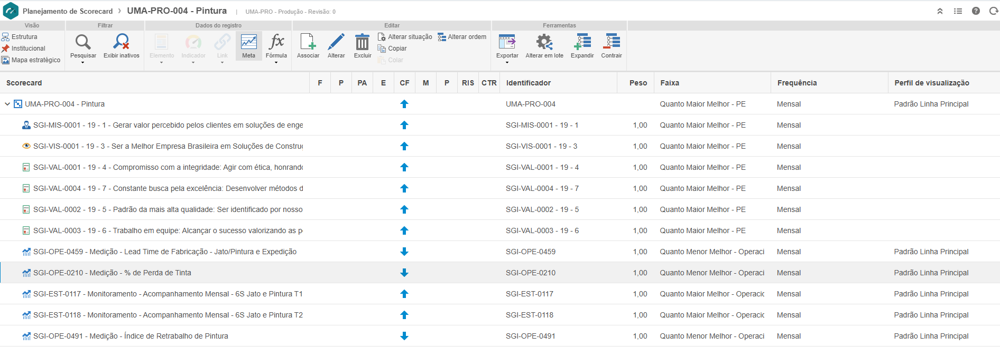 Planejamento de Scorecard › UMA-PRO-004 - Pintura | UMA-PRO - Produção - Revisão: 0
Visão Filtrar Dados do registro Editar Ferramentas
Estrutura
Institucional
Mapa estratégico
Pesquisar
Exibir inativos
Elemento
Indicador
Link
Meta
Fórmula
Associar
Alterar
Excluir
Alterar situação
Copiar
Colar
Alterar ordem
Exportar
Alterar em lote
Expandir
Contrair
Scorecard F P PA E CF M P RIS CTR Identificador Peso Faixa Frequência Perfil de visualização
UMA-PRO-004 - Pintura UMA-PRO-004 Quanto Maior Melhor - PE Mensal Padrão Linha Principal
SGI-MIS-0001 - 19 - 1 - Gerar valor percebido pelos clientes em soluções de enge SGI-MIS-0001 - 19 - 1 1,00 Quanto Maior Melhor - PE Mensal
SGI-VIS-0001 - 19 - 3 - Ser a Melhor Empresa Brasileira em Soluções de Construç SGI-VIS-0001 - 19 - 3 1,00 Quanto Maior Melhor - PE Mensal
SGI-VAL-0001 - 19 - 4 - Compromisso com a integridade: Agir com ética, honrando SGI-VAL-0001 - 19 - 4 1,00 Quanto Maior Melhor - PE Mensal
SGI-VAL-0004 - 19 - 7 - Constante busca pela excelência: Desenvolver métodos d SGI-VAL-0004 - 19 - 7 1,00 Quanto Maior Melhor - PE Mensal
SGI-VAL-0002 - 19 - 5 - Padrão da mais alta qualidade: Ser identificado por nosso SGI-VAL-0002 - 19 - 5 1,00 Quanto Maior Melhor - PE Mensal
SGI-VAL-0003 - 19 - 6 - Trabalho em equipe: Alcançar o sucesso valorizando as pe SGI-VAL-0003 - 19 - 6 1,00 Quanto Maior Melhor - PE Mensal
SGI-OPE-0459 - Medição - Lead Time de Fabricação - Jato/Pintura e Expedição SGI-OPE-0459 1,00 Quanto Menor Melhor - Operaci Mensal Padrão Linha Principal
SGI-OPE-0210 - Medição - % de Perda de Tinta SGI-OPE-0210 1,00 Quanto Menor Melhor - Operaci Mensal Padrão Linha Principal
SGI-EST-0117 - Monitoramento - Acompanhamento Mensal - 6S Jato e Pintura T1 SGI-EST-0117 1,00 Quanto Maior Melhor - Operacio Mensal Padrão Linha Principal
SGI-EST-0118 - Monitoramento - Acompanhamento Mensal - 6S Jato e Pintura T2 SGI-EST-0118 1,00 Quanto Maior Melhor - Operacio Mensal Padrão Linha Principal
SGI-OPE-0491 - Medição - Índice de Retrabalho de Pintura SGI-OPE-0491 1,00 Quanto Menor Melhor - Operaci Mensal Padrão Linha Principal